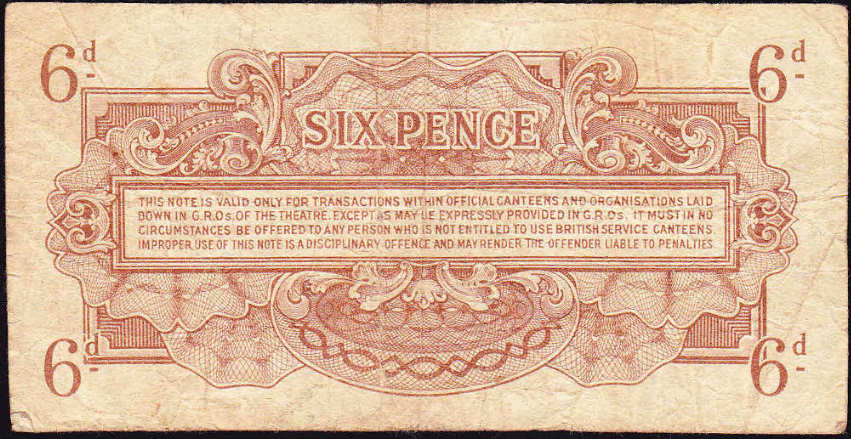 6d 6d
SIX PENCE
THIS NOTE IS VALID ONLY FOR TRANSACTIONS WITHIN OFFICIAL CANTEENS AND ORGANISATIONS LAID
DOWN IN G.R.Os. OF THE THEATRE. EXCEPT AS MAY BE EXPRESSLY PROVIDED IN G.R.Os. IT MUST IN NO
CIRCUMSTANCES BE OFFERED TO ANY PERSON WHO IS NOT ENTITLED TO USE BRITISH SERVICE CANTEENS.
IMPROPER USE OF THIS NOTE IS A DISCIPLINARY OFFENCE AND MAY RENDER THE OFFENDER LIABLE TO PENALTIES.
6d 6d